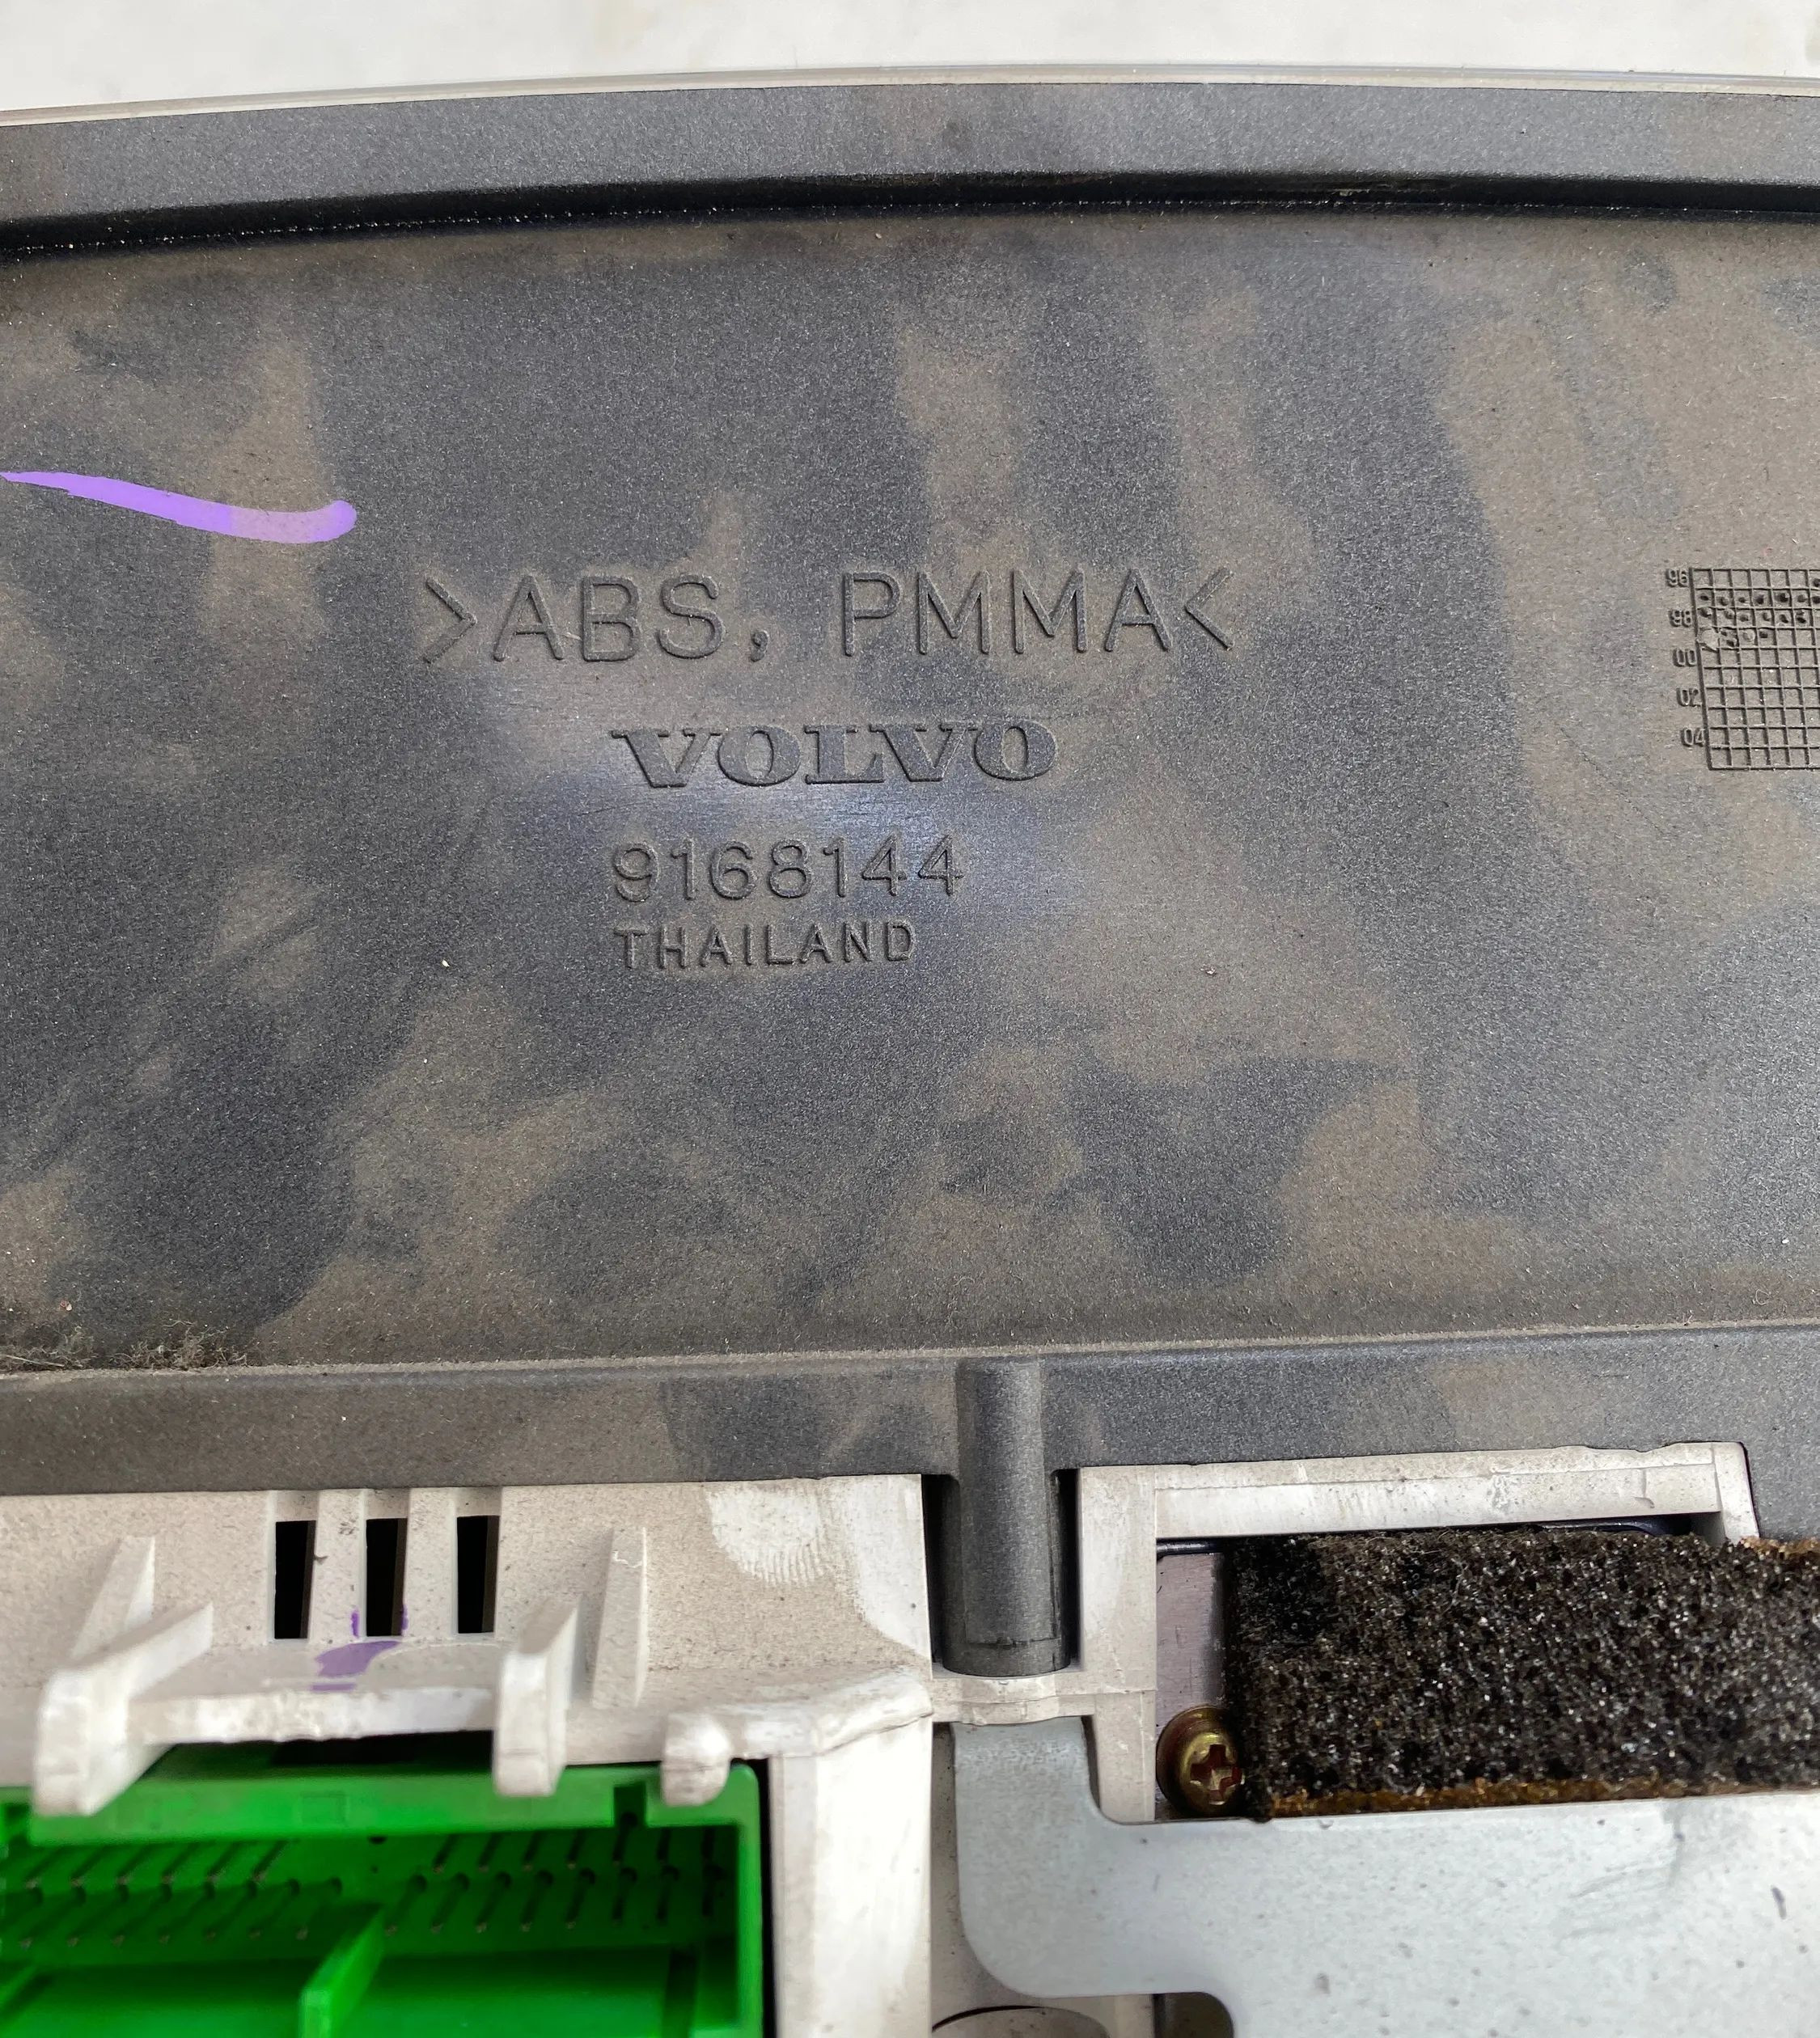 >ABS, PMMA<
VOLVO
9168144
THAILAND
96
98
00
02
04